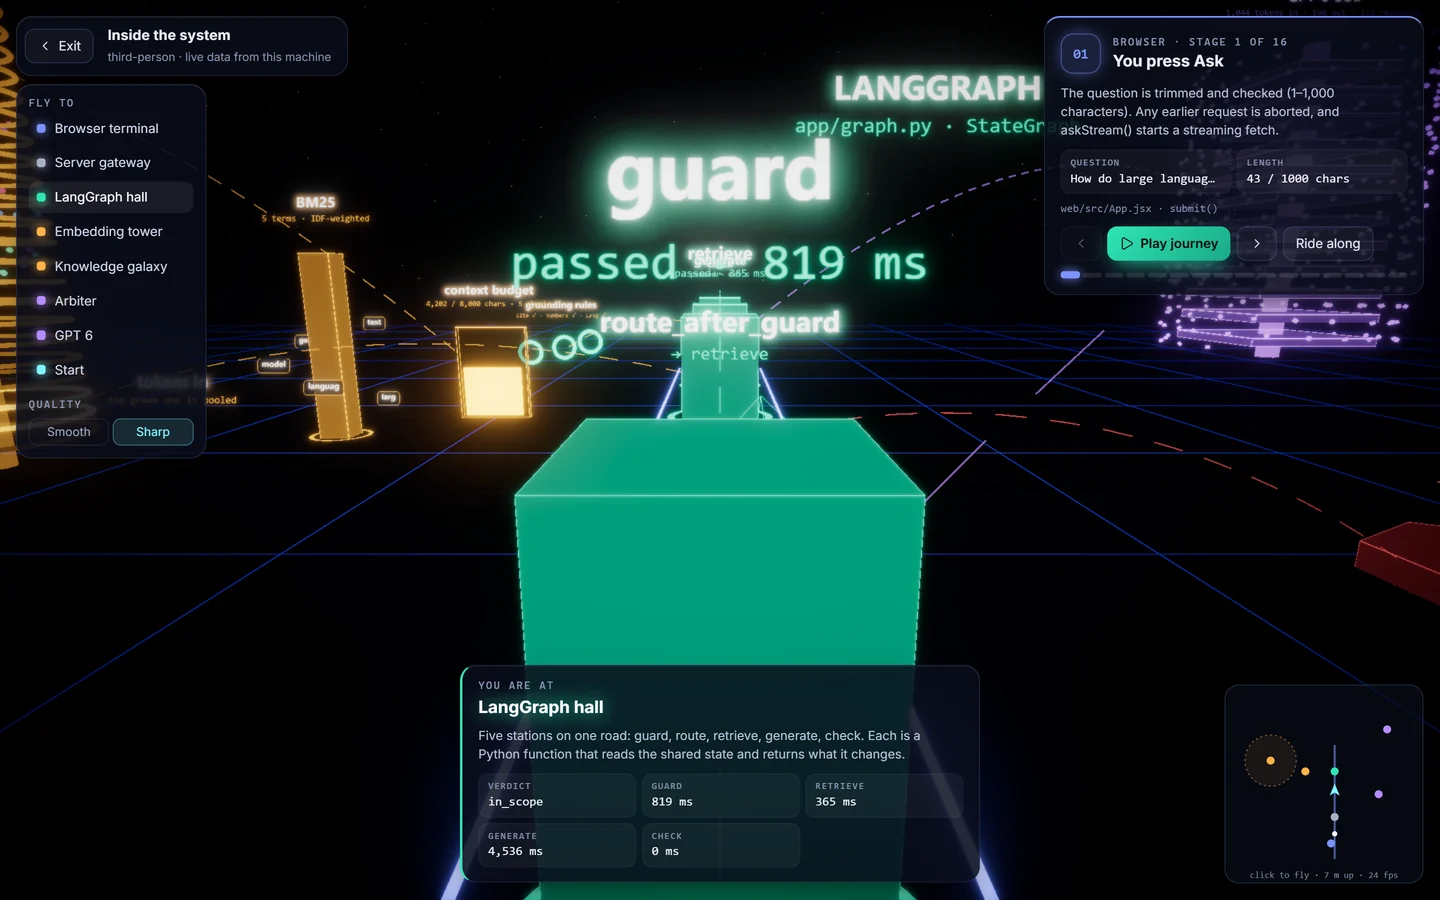 Exit
Inside the system
third-person · live data from this machine
FLY TO
Browser terminal
Server gateway
LangGraph hall
Embedding tower
Knowledge galaxy
Arbiter
GPT 6
Start
QUALITY
Smooth
Sharp
BM25
5 terms · IDF-weighted
text
model
languag
larg
context budget
4,202 / 8,000 chars · 5
grounding rules
LANGGRAPH
app/graph.py · StateGra
guard
passed
819 ms
retrieve
passed · 365 ms
route_after_guard
→ retrieve
01
BROWSER · STAGE 1 OF 16
You press Ask
The question is trimmed and checked (1–1,000
characters). Any earlier request is aborted, and
askStream() starts a streaming fetch.
QUESTION
How do large languag…
LENGTH
43 / 1000 chars
web/src/App.jsx · submit()
Play journey
Ride along
YOU ARE AT
LangGraph hall
Five stations on one road: guard, route, retrieve, generate, check. Each is a
Python function that reads the shared state and returns what it changes.
VERDICT
in_scope
GUARD
819 ms
RETRIEVE
365 ms
GENERATE
4,536 ms
CHECK
0 ms
click to fly · 7 m up · 24 fps